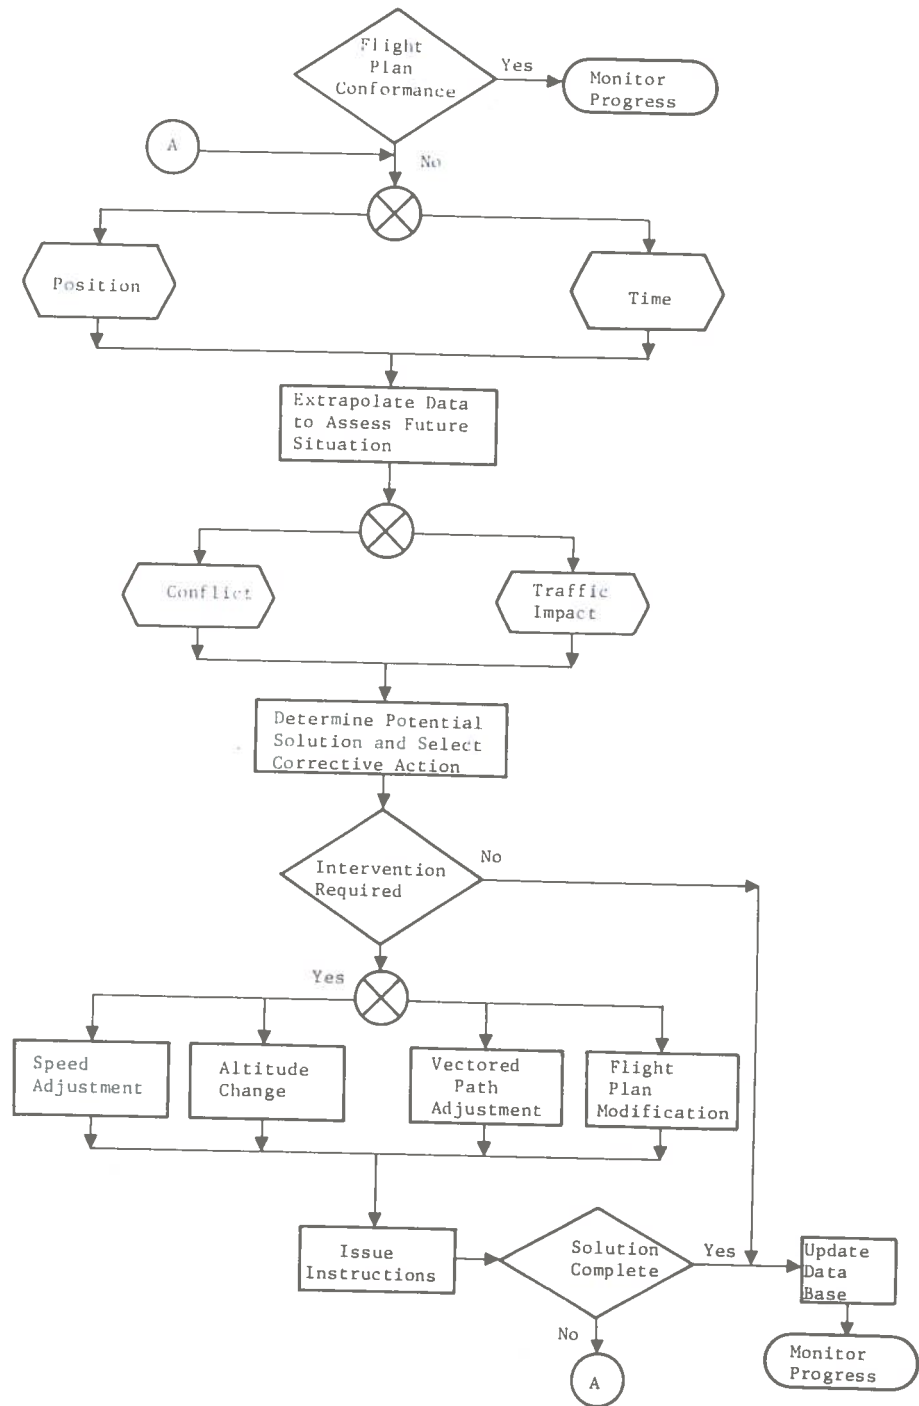 Flight
Plan
Conformance
Yes
Monitor
Progress
A
No
Position
Time
Extrapolate Data
to Assess Future
Situation
Conflict
Traffic
Impact
Determine Potential
Solution and Select
Corrective Action
Intervention
Required
No
Yes
Speed
Adjustment
Altitude
Change
Vectored
Path
Adjustment
Flight
Plan
Modification
Issue
Instructions
Solution
Complete
Yes
Update
Data
Base
No
A
Monitor
Progress